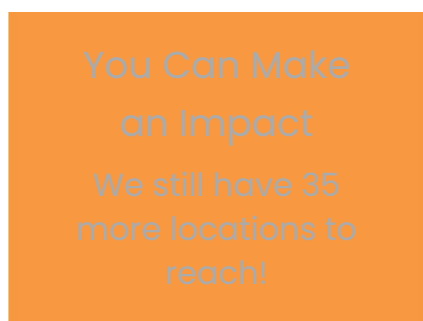 You Can Make
an Impact
We still have 35
more locations to
reach!